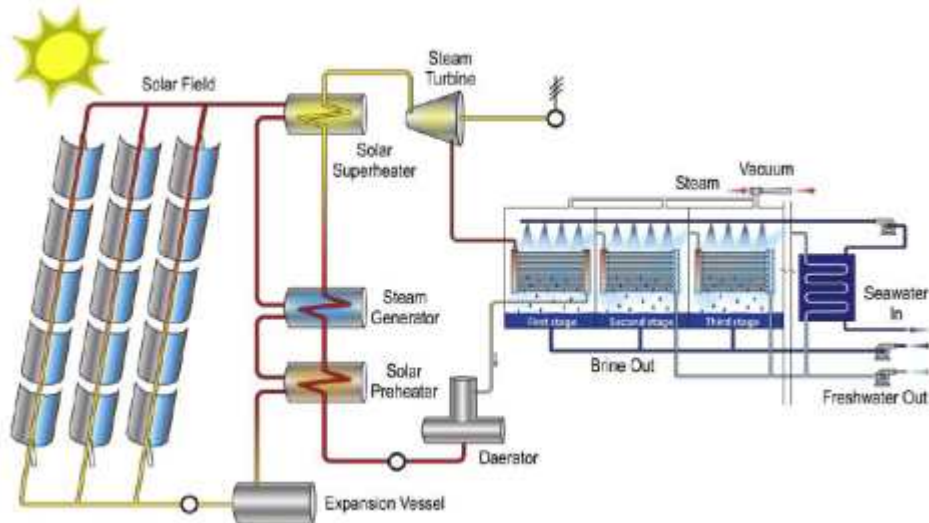 Solar Field
Steam
Turbine
Solar
Superheater
Vacuum
Steam
Steam
Generator
Seawater
In
First stage
Second stage
Third stage
Solar
Preheater
Brine Out
Freshwater Out
Daerator
Expansion Vessel